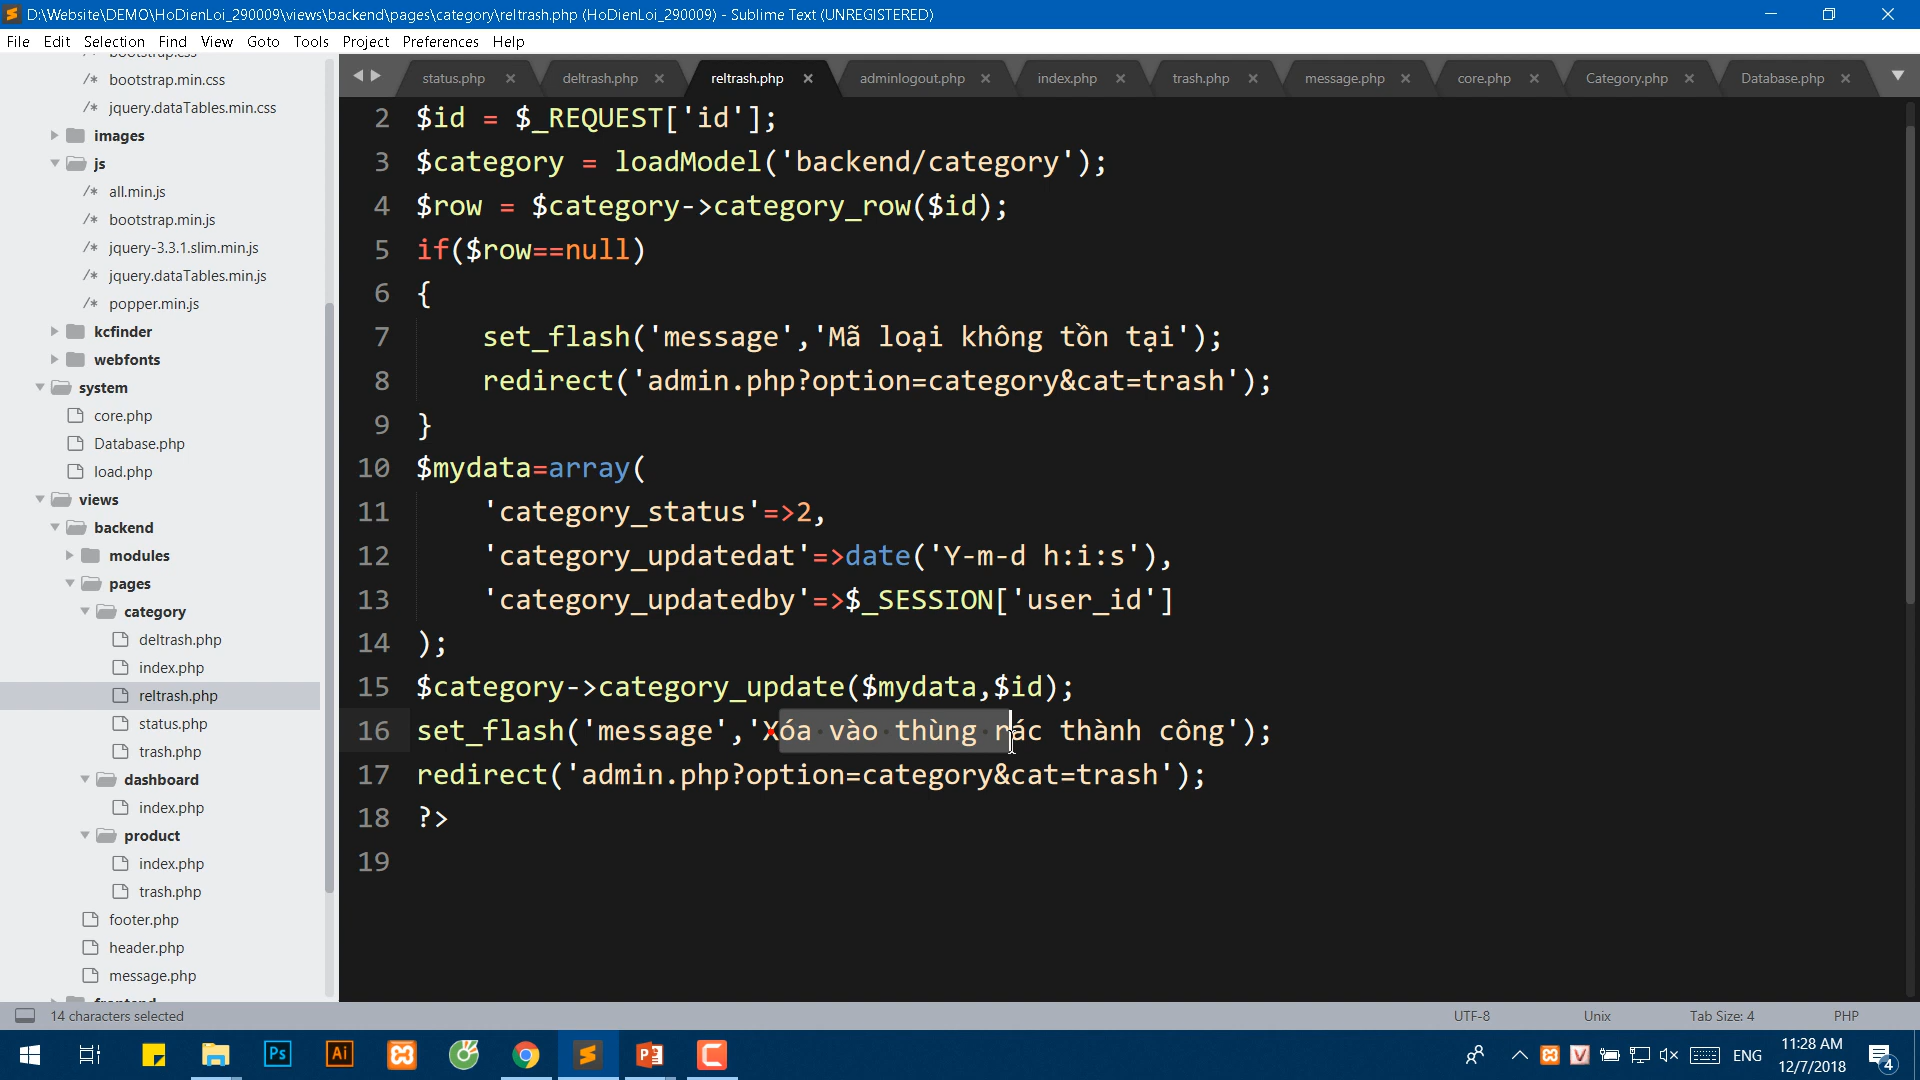 D:\Website\DEMO\HoDienLoi_290009\views\backend\pages\category\reltrash.php (HoDienLoi_290009) - Sublime Text (UNREGISTERED)
File Edit Selection Find View Goto Tools Project Preferences Help
status.php deltrash.php reltrash.php adminlogout.php index.php trash.php message.php core.php Category.php Database.php
/* bootstrap.min.css
/* jquery.dataTables.min.css
images
js
/* all.min.js
/* bootstrap.min.js
/* jquery-3.3.1.slim.min.js
/* jquery.dataTables.min.js
/* popper.min.js
kcfinder
webfonts
system
core.php
Database.php
load.php
views
backend
modules
pages
category
deltrash.php
index.php
reltrash.php
status.php
trash.php
dashboard
index.php
product
index.php
trash.php
footer.php
header.php
message.php
2 $id = $_REQUEST['id'];
3 $category = loadModel('backend/category');
4 $row = $category->category_row($id);
5 if($row==null)
6 {
7 set_flash('message','Mã loại không tồn tại');
8 redirect('admin.php?option=category&cat=trash');
9 }
10 $mydata=array(
11 'category_status'=>2,
12 'category_updatedat'=>date('Y-m-d h:i:s'),
13 'category_updatedby'=>$_SESSION['user_id']
14 );
15 $category->category_update($mydata,$id);
16 set_flash('message','Xóa vào thùng rác thành công');
17 redirect('admin.php?option=category&cat=trash');
18 ?>
19
14 characters selected UTF-8 Unix Tab Size: 4 PHP
Ps Ai ENG 11:28 AM
12/7/2018 4